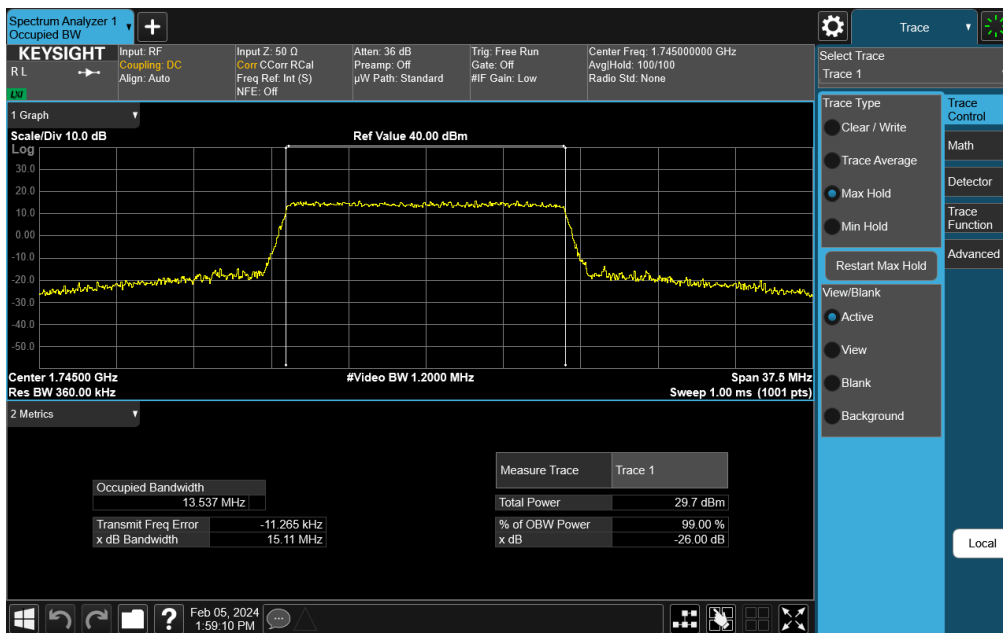 Spectrum Analyzer 1
Occupied BW
Trace
KEYSIGHT
R L
LXI
Input: RF
Coupling: DC
Align: Auto
Input Z: 50 Ω
Corr CCorr RCal
Freq Ref: Int (S)
NFE: Off
Atten: 36 dB
Preamp: Off
µW Path: Standard
Trig: Free Run
Gate: Off
#IF Gain: Low
Center Freq: 1.745000000 GHz
Avg|Hold: 100/100
Radio Std: None
Select Trace
Trace 1
1 Graph
Scale/Div 10.0 dB
Ref Value 40.00 dBm
Log
30.0
20.0
10.0
0.00
-10.0
-20.0
-30.0
-40.0
-50.0
Center 1.74500 GHz
#Video BW 1.2000 MHz
Span 37.5 MHz
Res BW 360.00 kHz
Sweep 1.00 ms (1001 pts)
Trace Type
Clear / Write
Trace Average
Max Hold
Min Hold
Restart Max Hold
View/Blank
Active
View
Blank
Background
Trace
Control
Math
Detector
Trace
Function
Advanced
Local
2 Metrics
Occupied Bandwidth
13.537 MHz
Transmit Freq Error -11.265 kHz
x dB Bandwidth 15.11 MHz
Measure Trace Trace 1
Total Power 29.7 dBm
% of OBW Power 99.00 %
x dB -26.00 dB
?
Feb 05, 2024
1:59:10 PM